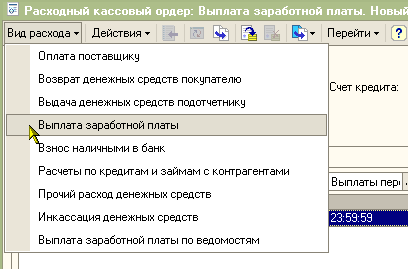 Расходный кассовый ордер: Выплата заработной платы. Новый
Вид расхода Действия Перейти ?
Оплата поставщику
Возврат денежных средств покупателю
Выдача денежных средств подотчетнику
Счет кредита:
Выплата заработной платы
Взнос наличными в банк
Расчеты по кредитам и займам с контрагентами
Выплаты
Прочий расход денежных средств
Инкассация денежных средств
23:59:59
Выплата заработной платы по ведомостям